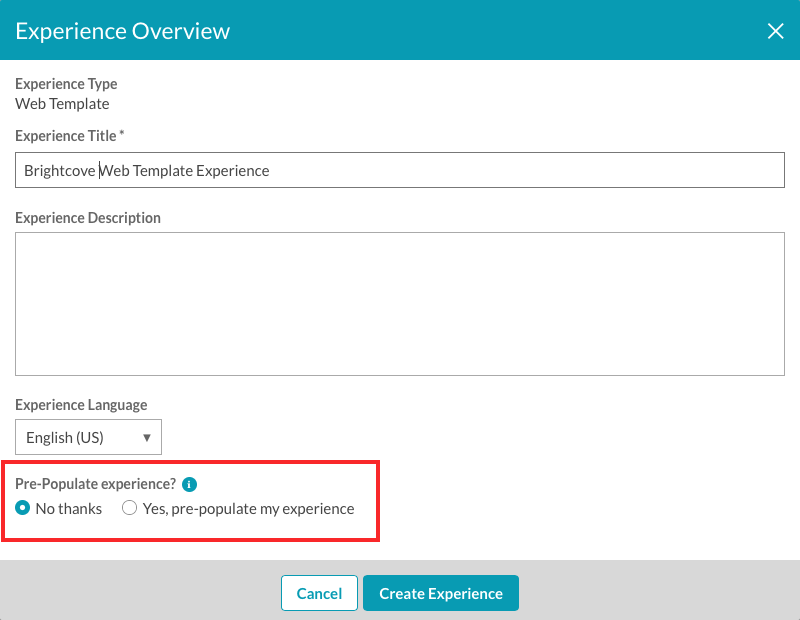 Experience Overview
Experience Type
Web Template
Experience Title *
Brightcove Web Template Experience
Experience Description
Experience Language
English (US)
Pre-Populate experience? i
No thanks Yes, pre-populate my experience
Cancel Create Experience